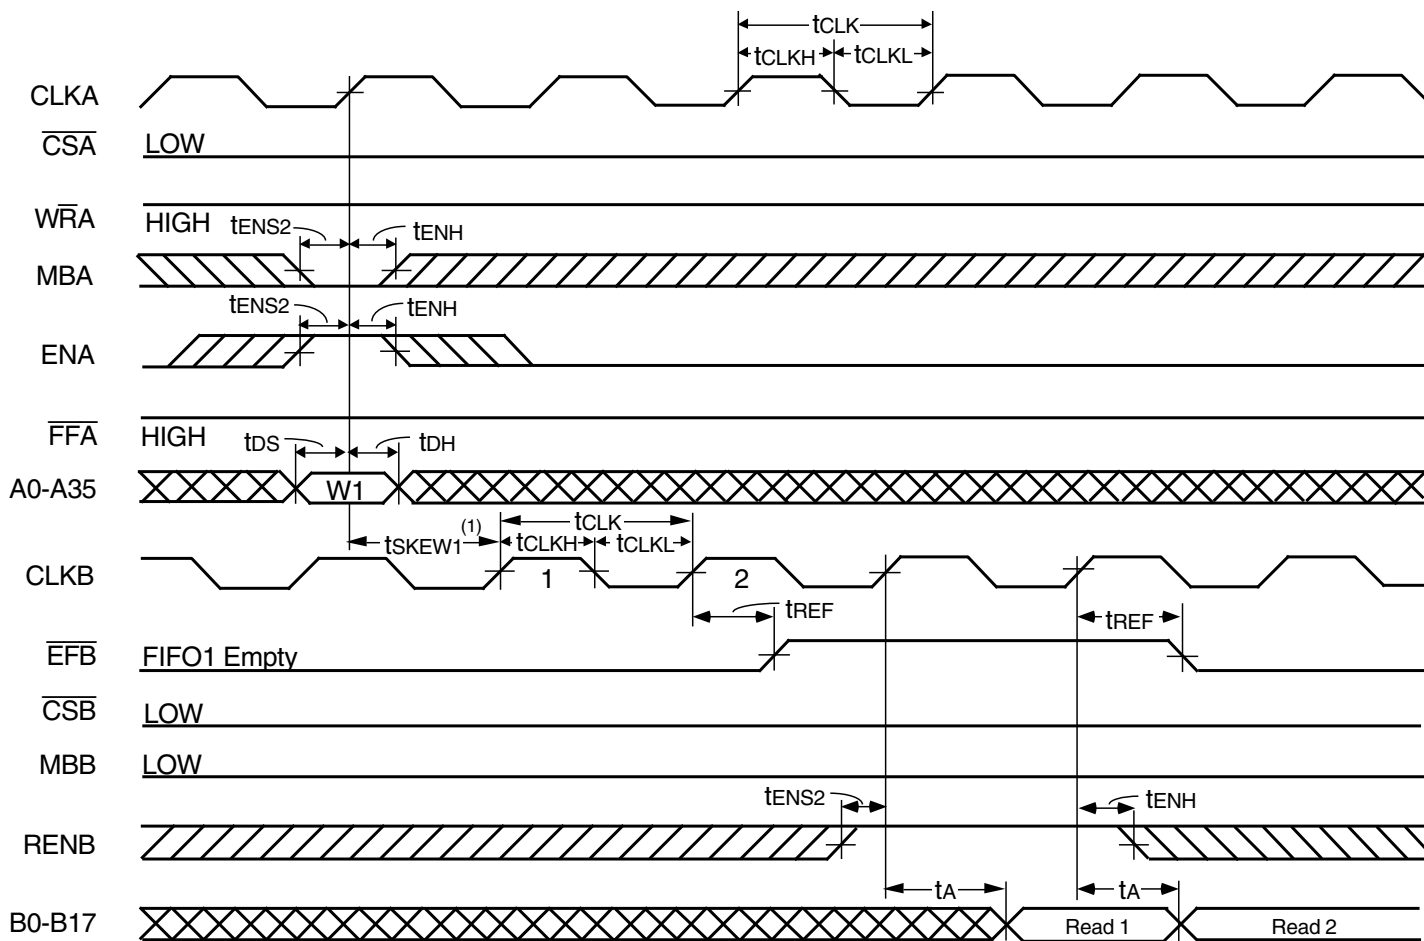 tCLK
tCLKH tCLKL
CLKA
CSA LOW
WRA HIGH tENS2 tENH
MBA
tENS2 tENH
ENA
FFA HIGH tDS tDH
A0-A35 W1
tSKEW1 (1) tCLK
tCLKH tCLKL
CLKB 1 2
tREF tREF
EFB FIFO1 Empty
CSB LOW
MBB LOW
tENS2 tENH
RENB
tA tA
B0-B17 Read 1 Read 2